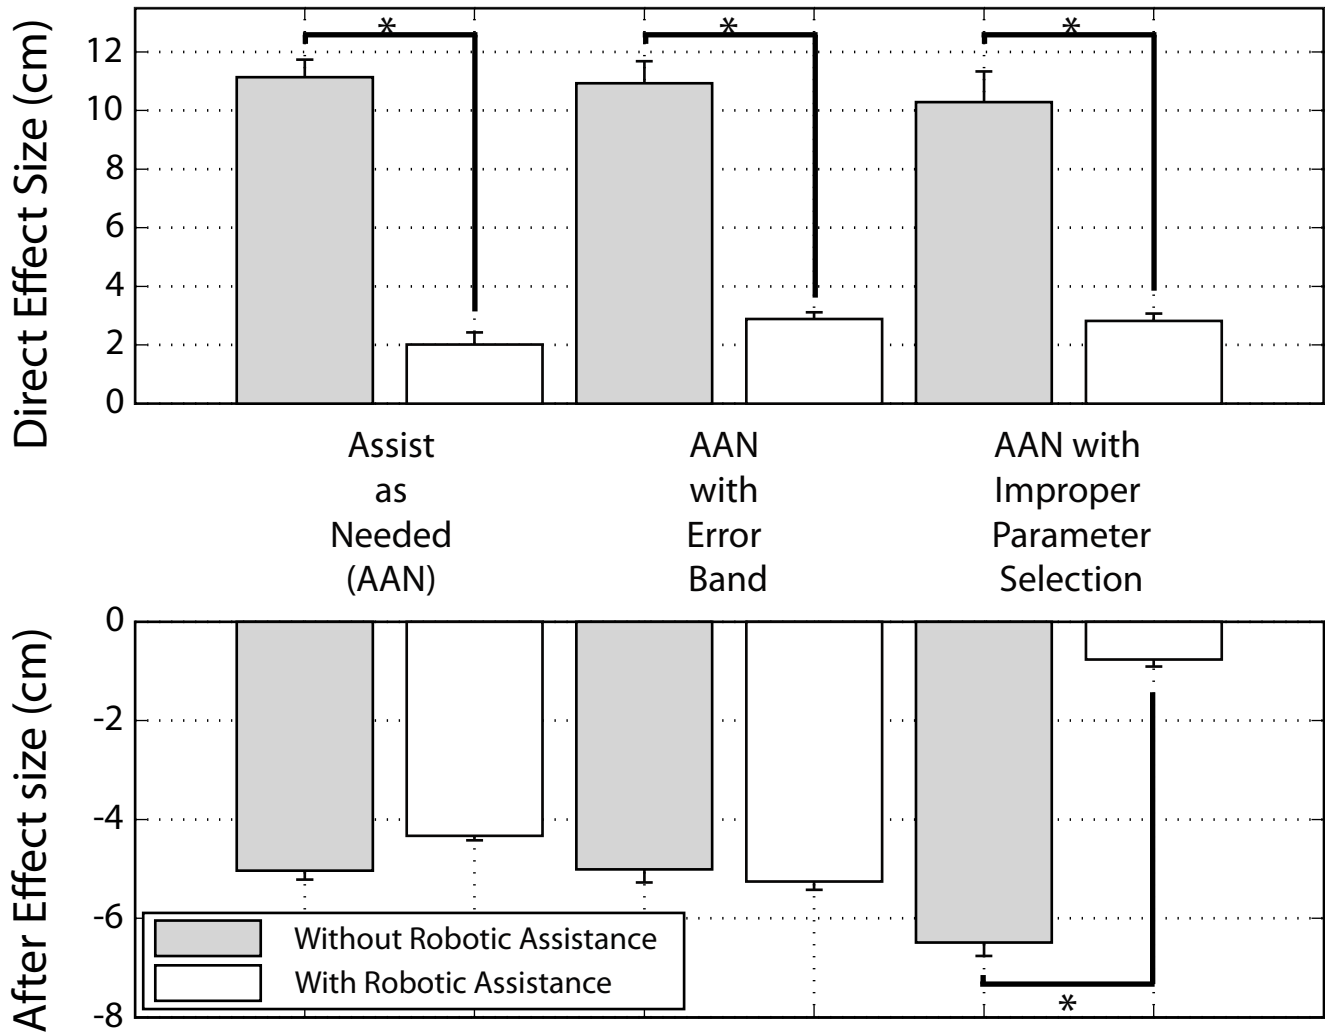 Direct Effect Size (cm)
12
10
8
6
4
2
0
*
*
*
Assist
as
Needed
(AAN)
AAN
with
Error
Band
AAN with
Improper
Parameter
Selection
After Effect size (cm)
0
-2
-4
-6
-8
Without Robotic Assistance
With Robotic Assistance
*